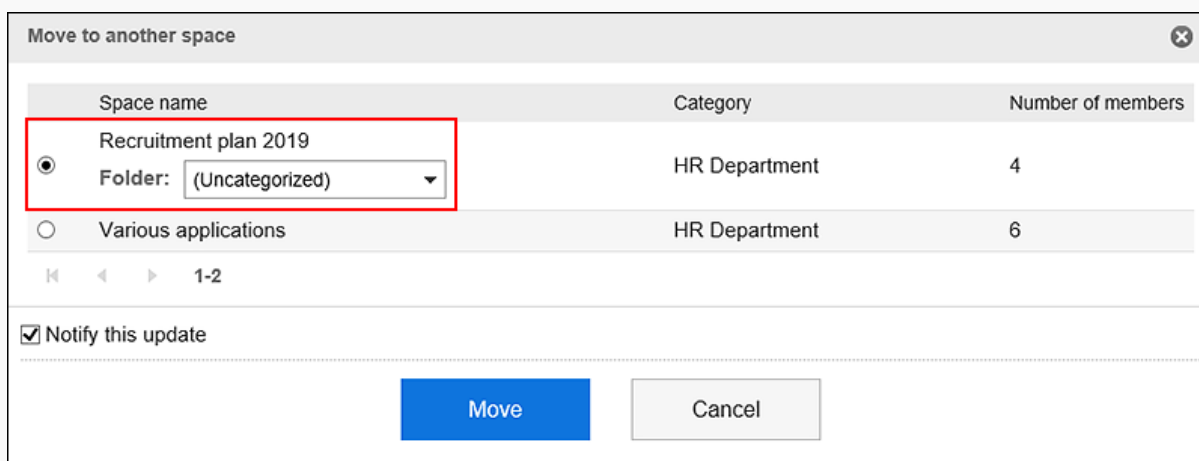 Move to another space
Space name Category Number of members
Recruitment plan 2019
Folder: (Uncategorized) HR Department 4
Various applications HR Department 6
1-2
Notify this update
Move Cancel